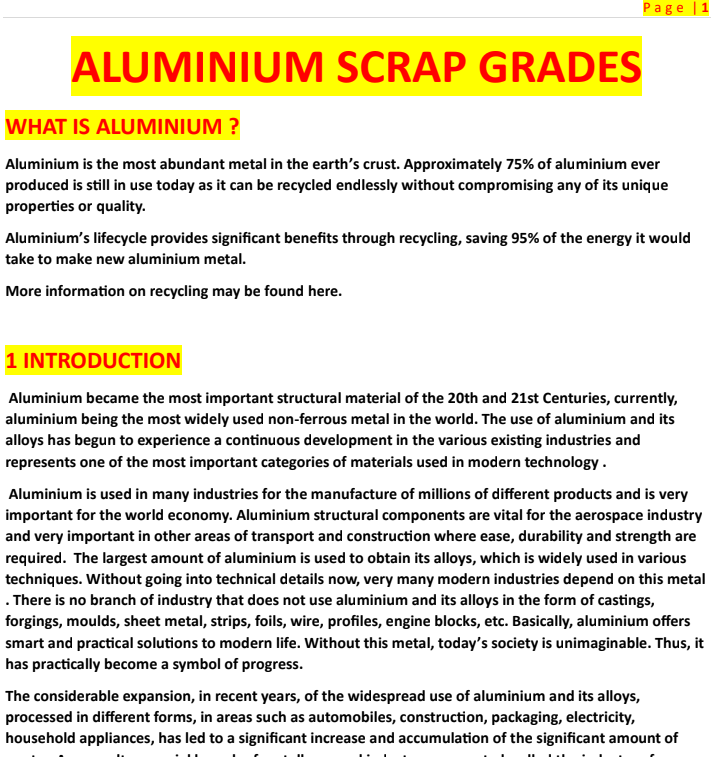 Page | 1
ALUMINIUM SCRAP GRADES
WHAT IS ALUMINIUM ?
Aluminium is the most abundant metal in the earth's crust. Approximately 75% of aluminium ever
produced is still in use today as it can be recycled endlessly without compromising any of its unique
properties or quality.
Aluminium's lifecycle provides significant benefits through recycling, saving 95% of the energy it would
take to make new aluminium metal.
More information on recycling may be found here.
1 INTRODUCTION
Aluminium became the most important structural material of the 20th and 21st Centuries, currently,
aluminium being the most widely used non-ferrous metal in the world. The use of aluminium and its
alloys has begun to experience a continuous development in the various existing industries and
represents one of the most important categories of materials used in modern technology .
Aluminium is used in many industries for the manufacture of millions of different products and is very
important for the world economy. Aluminium structural components are vital for the aerospace industry
and very important in other areas of transport and construction where ease, durability and strength are
required.  The largest amount of aluminium is used to obtain its alloys, which is widely used in various
techniques. Without going into technical details now, very many modern industries depend on this metal
. There is no branch of industry that does not use aluminium and its alloys in the form of castings,
forgings, moulds, sheet metal, strips, foils, wire, profiles, engine blocks, etc. Basically, aluminium offers
smart and practical solutions to modern life. Without this metal, today's society is unimaginable. Thus, it
has practically become a symbol of progress.
The considerable expansion, in recent years, of the widespread use of aluminium and its alloys,
processed in different forms, in areas such as automobiles, construction, packaging, electricity,
household appliances, has led to a significant increase and accumulation of the significant amount of